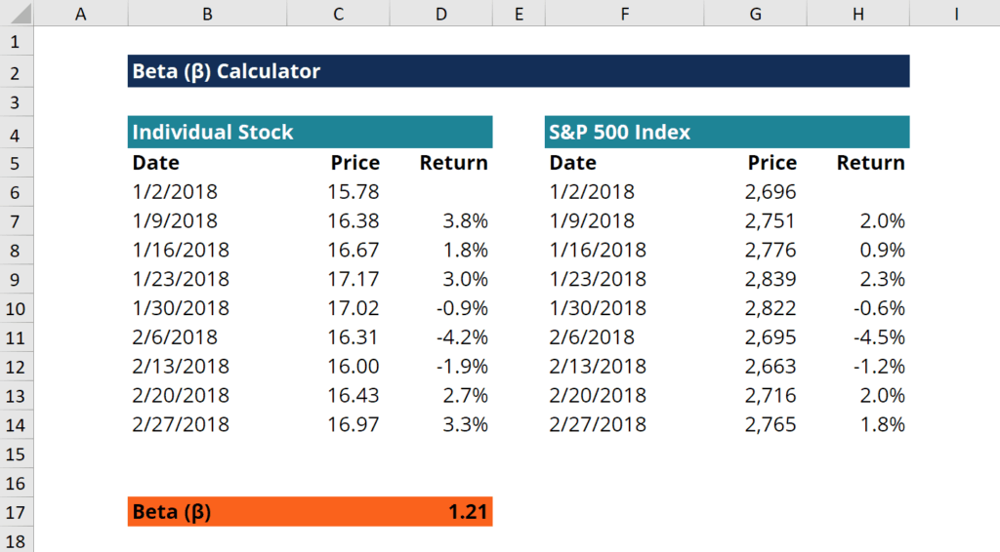 A B C D E F G H I
1
2 Beta (β) Calculator
3
4 Individual Stock S&P 500 Index
5 Date Price Return Date Price Return
6 1/2/2018 15.78 1/2/2018 2,696
7 1/9/2018 16.38 3.8% 1/9/2018 2,751 2.0%
8 1/16/2018 16.67 1.8% 1/16/2018 2,776 0.9%
9 1/23/2018 17.17 3.0% 1/23/2018 2,839 2.3%
10 1/30/2018 17.02 -0.9% 1/30/2018 2,822 -0.6%
11 2/6/2018 16.31 -4.2% 2/6/2018 2,695 -4.5%
12 2/13/2018 16.00 -1.9% 2/13/2018 2,663 -1.2%
13 2/20/2018 16.43 2.7% 2/20/2018 2,716 2.0%
14 2/27/2018 16.97 3.3% 2/27/2018 2,765 1.8%
15
16
17 Beta (β) 1.21
18